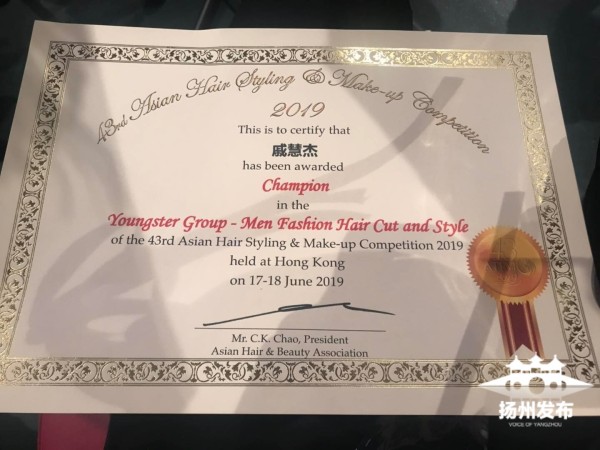 43rd Asian Hair Styling & Make-up Competition
2019
This is to certify that
戚慧杰
has been awarded
Champion
in the
Youngster Group - Men Fashion Hair Cut and Style
of the 43rd Asian Hair Styling & Make-up Competition 2019
held at Hong Kong
on 17-18 June 2019
Mr. C.K. Chao, President
Asian Hair & Beauty Association
扬州发布
VOICE OF YANGZHOU